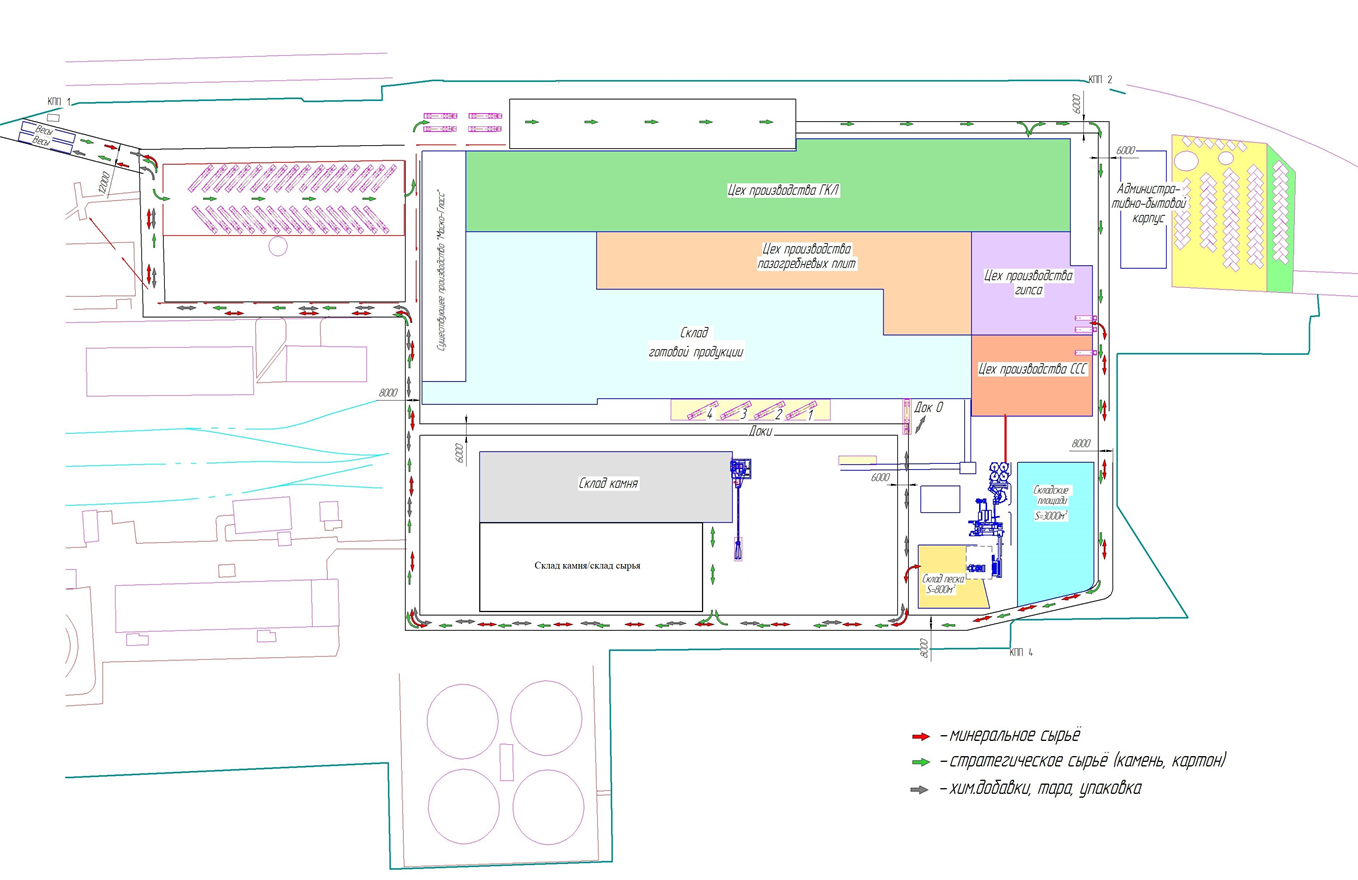 КПП 1
КПП 2
Весы
Весы
12000
6000
6000
Цех производства ГКЛ
Администра-
тивно-бытовой
корпус
Существующее производство "Маско-Гласс"
Цех производства
пазогребневых плит
Цех производства
гипса
Склад
готовой продукции
Цех производства ССС
8000
4
3
2
1
Док 0
Доки
6000
8000
6000
Склад камня
Складские
площади
S=3000м²
Склад камня/склад сырья
Склад песка
S=800м²
8000
КПП 4
– минеральное сырьё
– стратегическое сырьё (камень, картон)
– хим.добавки, тара, упаковка